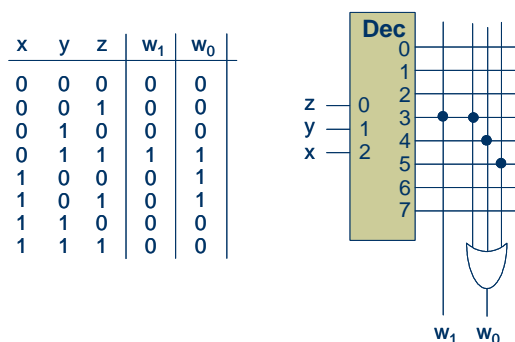 x y z w1 w0
0 0 0 0 0
0 0 1 0 0
0 1 0 0 0
0 1 1 1 1
1 0 0 0 1
1 0 1 0 1
1 1 0 0 0
1 1 1 0 0
Dec
0
1
2
3
4
5
6
7
z 0
y 1
x 2
w1 w0